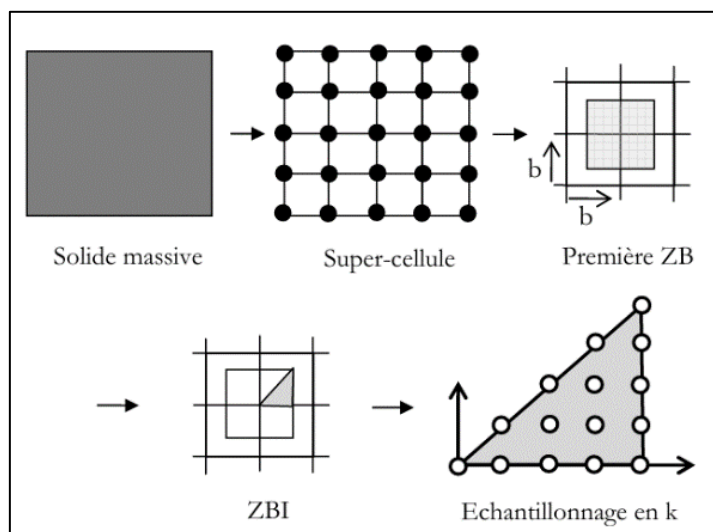 b
b
Solide massive
Super-cellule
Première ZB
ZBI
Echantillonnage en k